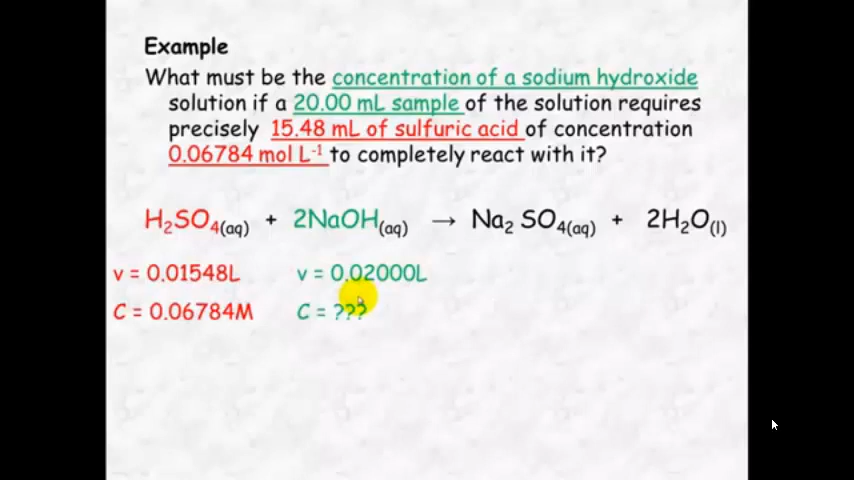 Example
What must be the concentration of a sodium hydroxide
solution if a 20.00 mL sample of the solution requires
precisely 15.48 mL of sulfuric acid of concentration
0.06784 mol L⁻¹ to completely react with it?
H₂SO₄(aq) + 2NaOH(aq) → Na₂ SO₄(aq) + 2H₂O(l)
v = 0.01548L v = 0.02000L
C = 0.06784M C = ???